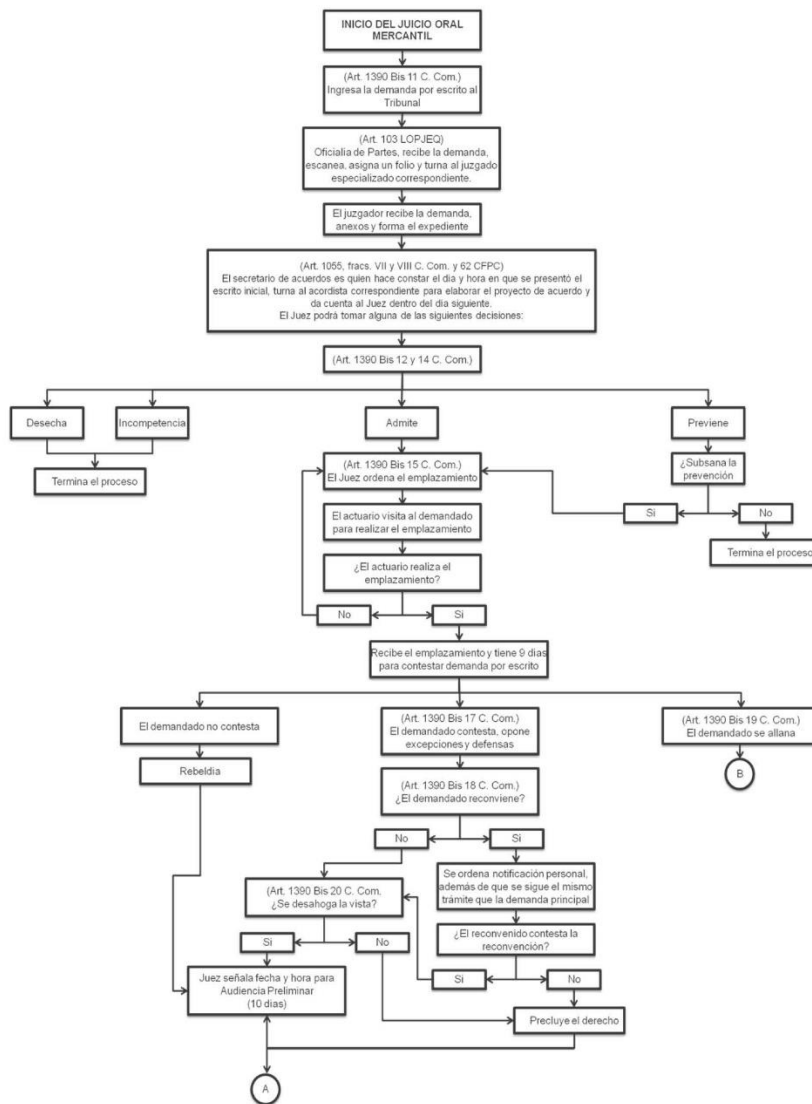 INICIO DEL JUICIO ORAL
MERCANTIL
(Art. 1390 Bis 11 C. Com.)
Ingresa la demanda por escrito al
Tribunal
(Art. 103 LOPJEQ)
Oficialia de Partes, recibe la demanda,
escanea, asigna un folio y turna al juzgado
especializado correspondiente.
El juzgador recibe la demanda,
anexos y forma el expediente
(Art. 1055, fracs. VII y VIII C. Com. y 62 CFPC)
El secretario de acuerdos es quien hace constar el dia y hora en que se presentó el
escrito inicial, turna al acordista correspondiente para elaborar el proyecto de acuerdo y
da cuenta al Juez dentro del día siguiente.
El Juez podrá tomar alguna de las siguientes decisiones:
(Art. 1390 Bis 12 y 14 C. Com.)
Desecha
Incompetencia
Admite
Previene
Termina el proceso
(Art. 1390 Bis 15 C. Com.)
El Juez ordena el emplazamiento
¿Subsana la
prevención
El actuario visita al demandado
para realizar el emplazamiento
Si
No
Termina el proceso
¿El actuario realiza el
emplazamiento?
No
Si
Recibe el emplazamiento y tiene 9 dias
para contestar demanda por escrito
El demandado no contesta
(Art. 1390 Bis 17 C. Com.)
El demandado contesta, opone
excepciones y defensas
(Art. 1390 Bis 19 C. Com.)
El demandado se allana
Rebeldia
B
(Art. 1390 Bis 18 C. Com.)
¿El demandado reconviene?
No
Si
(Art. 1390 Bis 20 C. Com.
¿Se desahoga la vista?
Se ordena notificación personal,
además de que se sigue el mismo
trámite que la demanda principal
Si
No
¿El reconvenido contesta la
reconvención?
Si
No
Juez señala fecha y hora para
Audiencia Preliminar
(10 dias)
Precluye el derecho
A